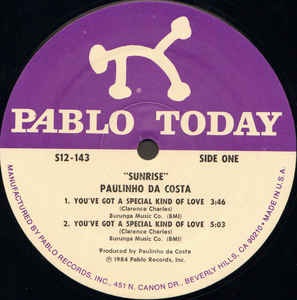 PABLO TODAY
S12-143
SIDE ONE
"SUNRISE"
PAULINHO DA COSTA
1. YOU'VE GOT A SPECIAL KIND OF LOVE 3:46
(Clarence Charles)
Burunga Music Co. (BMI)
2. YOU'VE GOT A SPECIAL KIND OF LOVE 5:03
(Clarence Charles)
Burunga Music Co. (BMI)
Produced by Paulinho da Costa
℗ 1984 Pablo Records, Inc.
MANUFACTURED BY PABLO RECORDS, INC., 451 N. CANON DR., BEVERLY HILLS, CA 90210 • MADE IN U.S.A.